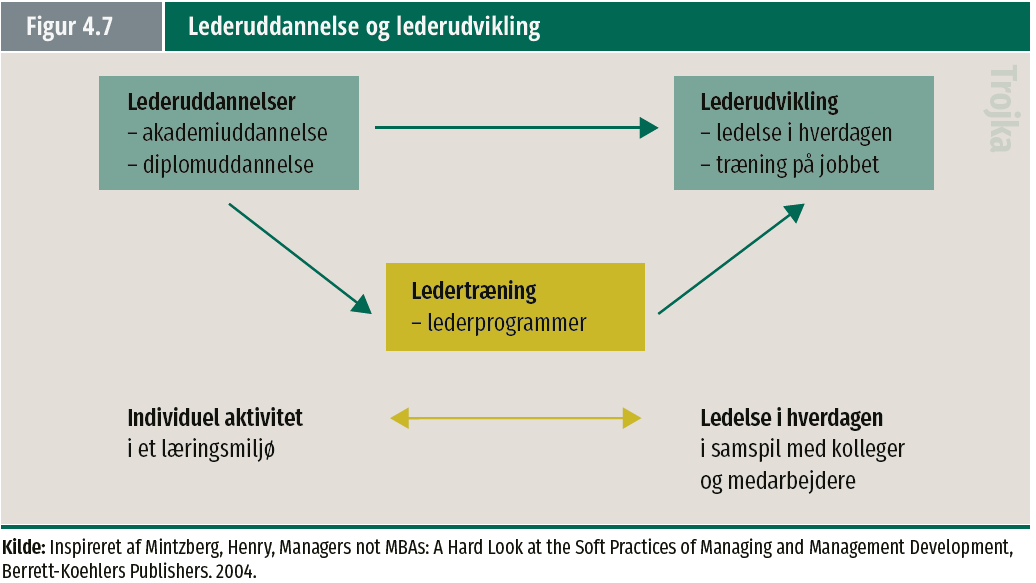 Figur 4.7
Lederuddannelse og lederudvikling
Trojka
Lederuddannelser
– akademiuddannelse
– diplomuddannelse
Lederudvikling
– ledelse i hverdagen
– træning på jobbet
Ledertræning
– lederprogrammer
Individuel aktivitet
i et læringsmiljø
Ledelse i hverdagen
i samspil med kolleger
og medarbejdere
Kilde: Inspireret af Mintzberg, Henry, Managers not MBAs: A Hard Look at the Soft Practices of Managing and Management Development,
Berrett-Koehlers Publishers, 2004.